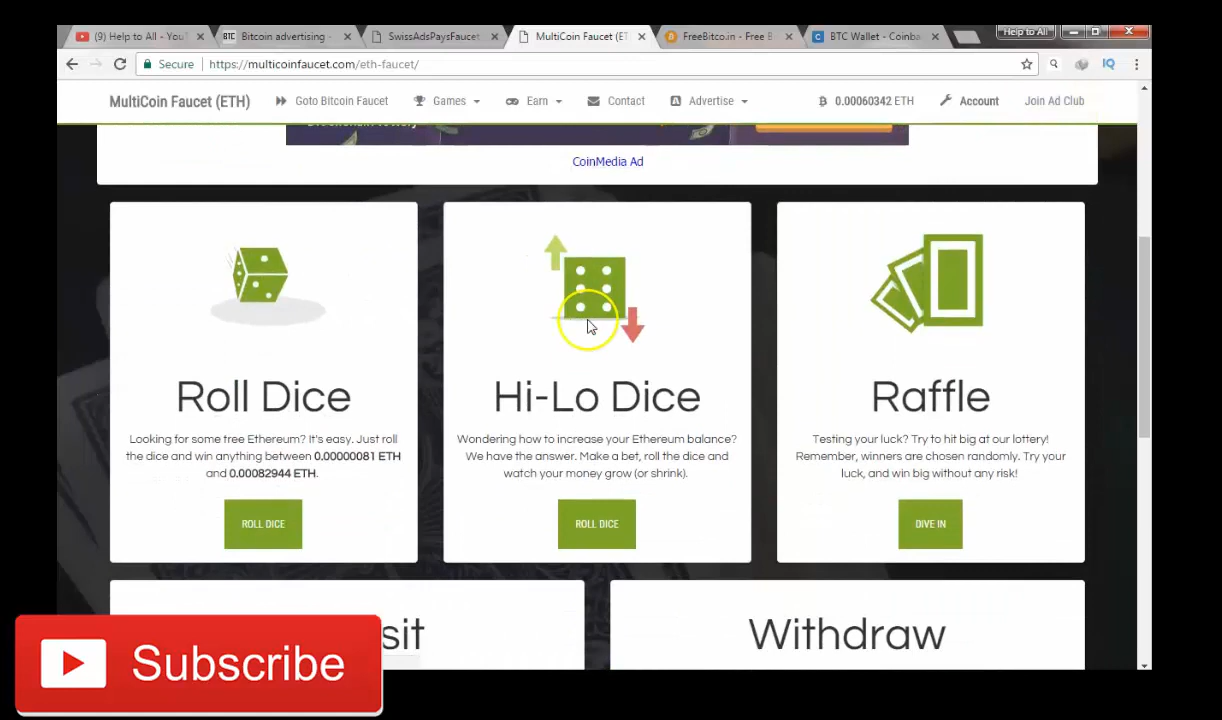 (9) Help to All - YouT
BTC Bitcoin advertising -
SwissAdsPaysFaucet
MultiCoin Faucet (ET
FreeBitco.in - Free B
BTC Wallet - Coinba
Help to All
Secure
https://multicoinfaucet.com/eth-faucet/
IQ
MultiCoin Faucet (ETH)
Goto Bitcoin Faucet
Games
Earn
Contact
Advertise
0.00060342 ETH
Account
Join Ad Club
CoinMedia Ad
Roll Dice
Looking for some tree Ethereum? It's easy. Just roll
the dice and win anything between 0.00000081 ETH
and 0.00082944 ETH.
ROLL DICE
Hi-Lo Dice
Wondering how to increase your Ethereum balance?
We have the answer. Make a bet, roll the dice and
watch your money grow (or shrink).
ROLL DICE
Raffle
Testing your luck? Try to hit big at our lottery!
Remember, winners are chosen randomly. Try your
luck, and win big without any risk!
DIVE IN
sit
Withdraw
Subscribe